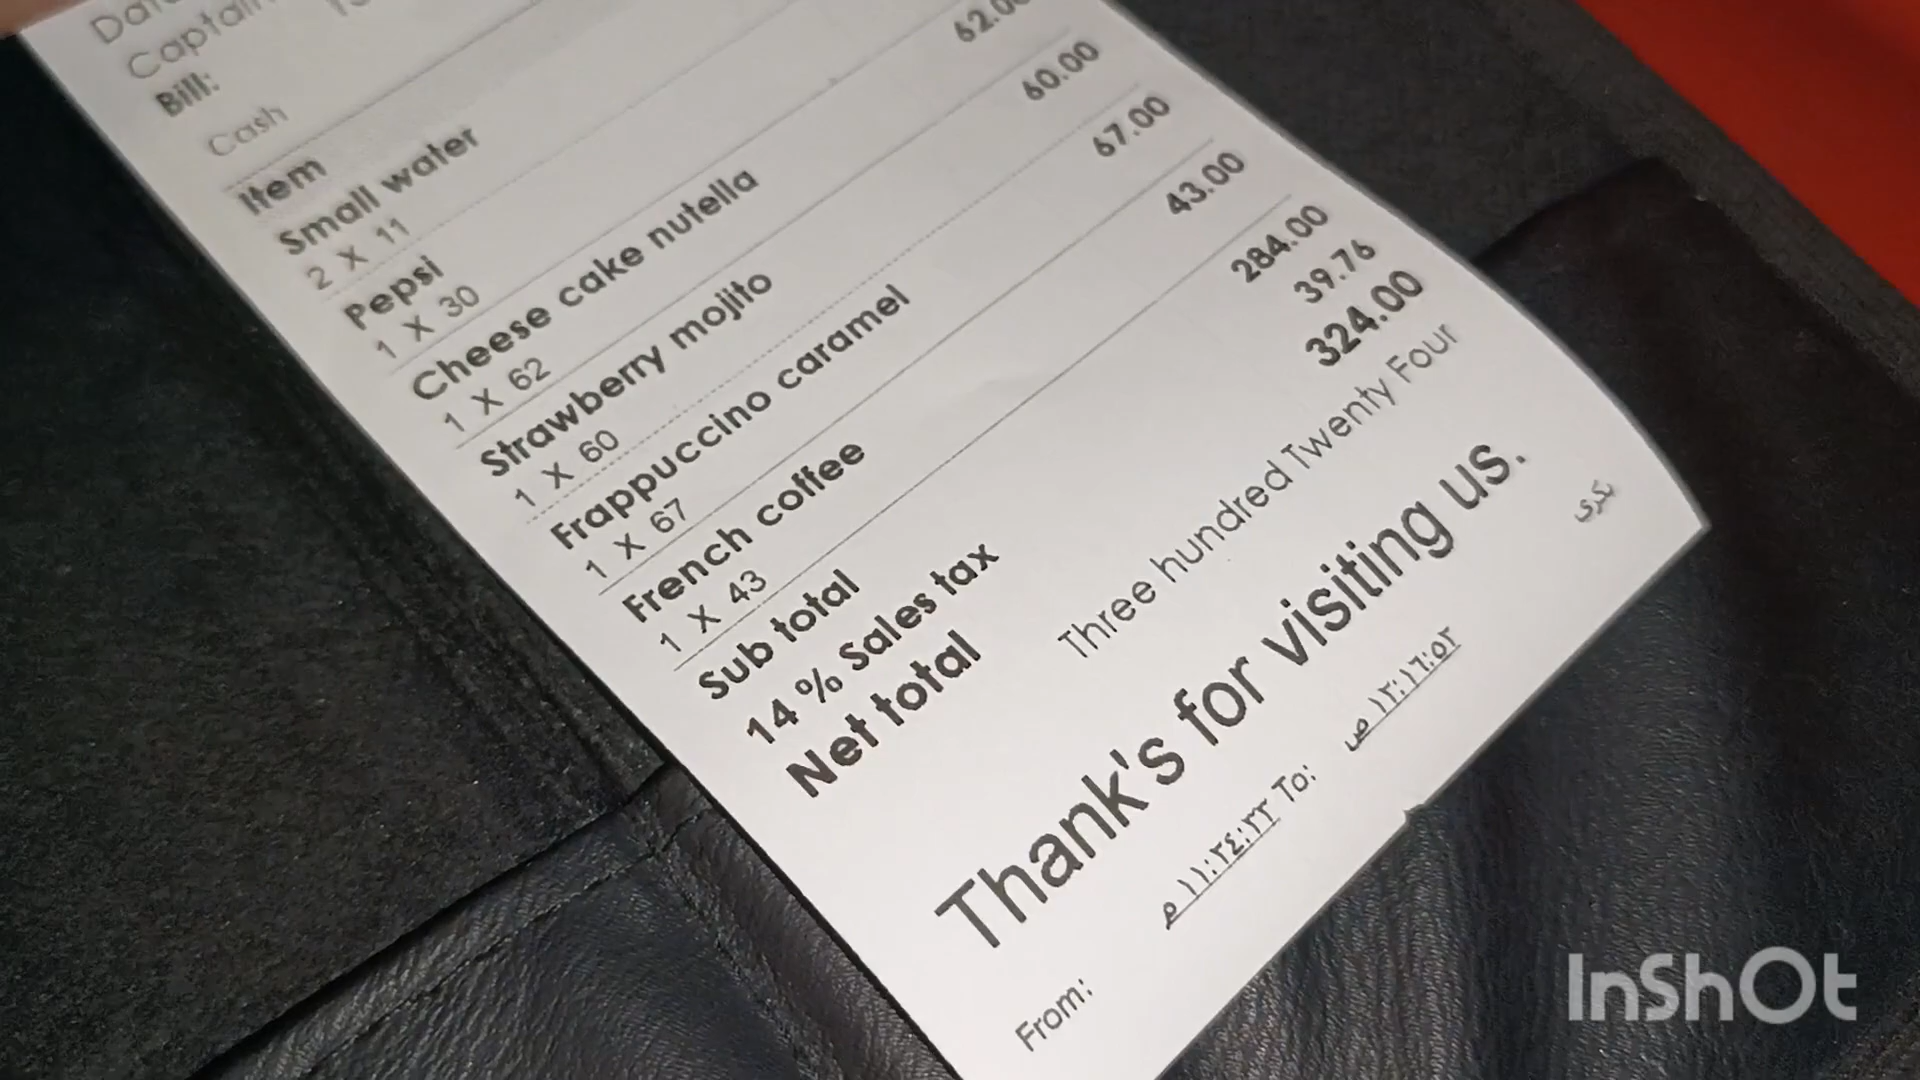 Bill:
Cash
Item
Small water
2 X 11
Pepsi
1 X 30
Cheese cake nutella
1 X 62 62.00
Strawberry mojito
1 X 60 60.00
Frappuccino caramel
1 X 67 67.00
French coffee
1 X 43 43.00
Sub total 284.00
14 % Sales tax 39.76
Net total 324.00
Three hundred Twenty Four
Thank's for visiting us.
بكري
From: ١١:٢٤:٢٢ م To: ١٢:١٦:٥٢ ص
InShOt